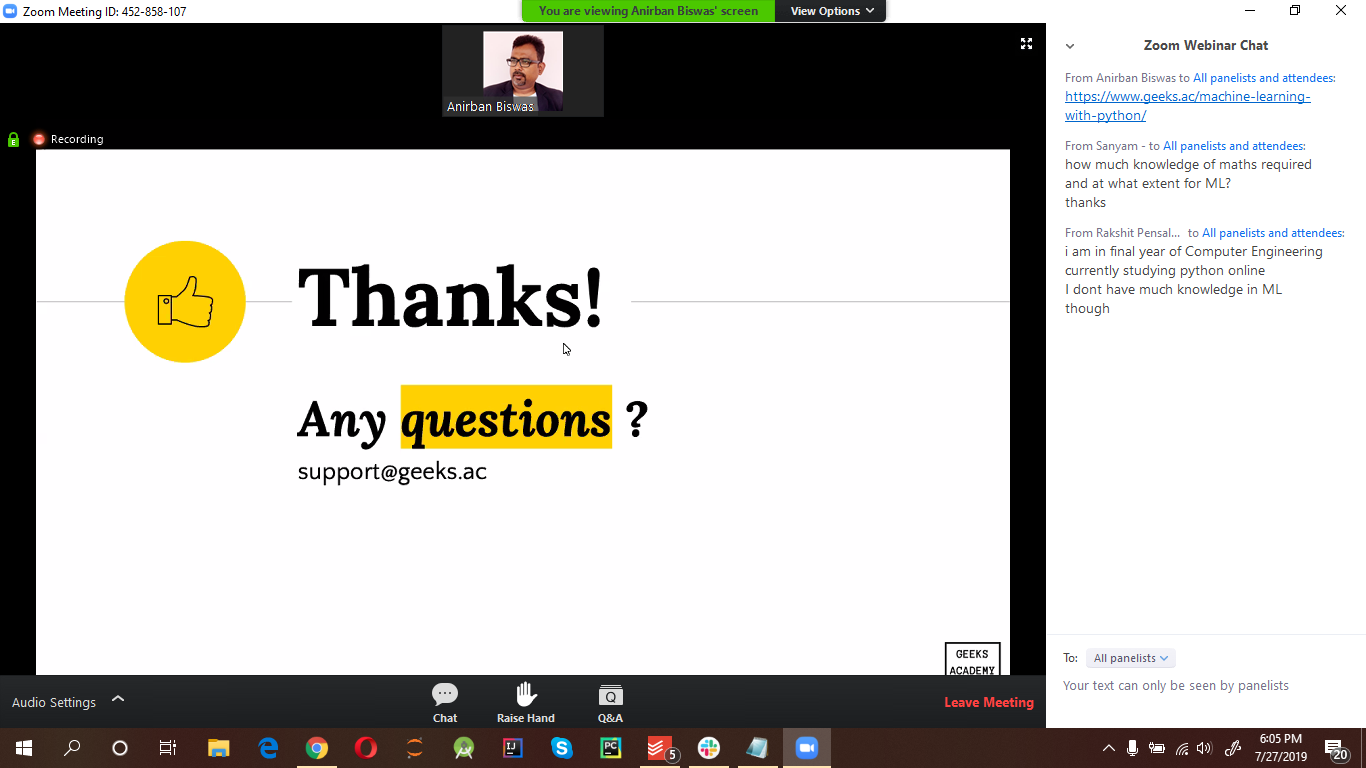 Zoom Meeting ID: 452-858-107
You are viewing Anirban Biswas' screen
View Options
Anirban Biswas
Recording
Thanks!
Any questions ?
support@geeks.ac
GEEKS
ACADEMY
Zoom Webinar Chat
From Anirban Biswas to All panelists and attendees:
https://www.geeks.ac/machine-learning-
with-python/
From Sanyam - to All panelists and attendees:
how much knowledge of maths required
and at what extent for ML?
thanks
From Rakshit Pensal... to All panelists and attendees:
i am in final year of Computer Engineering
currently studying python online
I dont have much knowledge in ML
though
To: All panelists
Your text can only be seen by panelists
Audio Settings
Chat
Raise Hand
Q
Q&A
Leave Meeting
IJ
PC
5
6:05 PM
7/27/2019
20